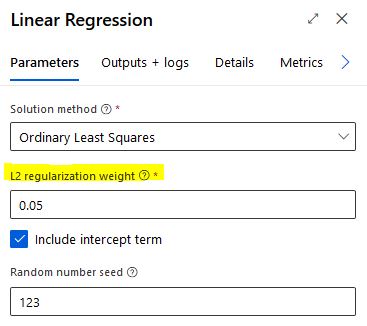 Linear Regression
Parameters Outputs + logs Details Metrics
Solution method *
Ordinary Least Squares
L2 regularization weight *
0.05
Include intercept term
Random number seed
123